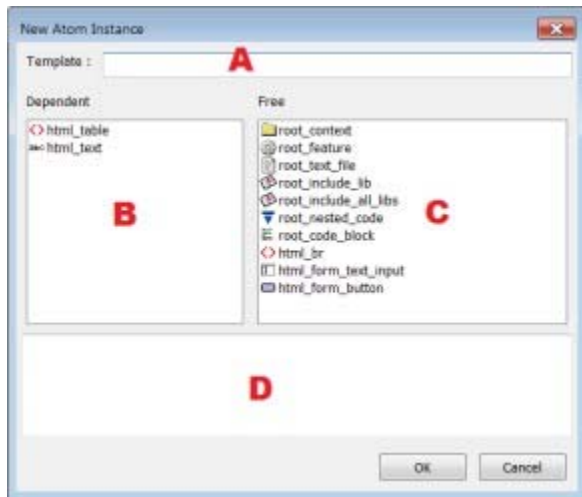 New Atom Instance
Template :
A
Dependent
Free
html_table
html_text
B
root_context
root_feature
root_text_file
root_include_lib
root_include_all_libs
root_nested_code
root_code_block
html_br
html_form_text_input
html_form_button
C
D
OK
Cancel